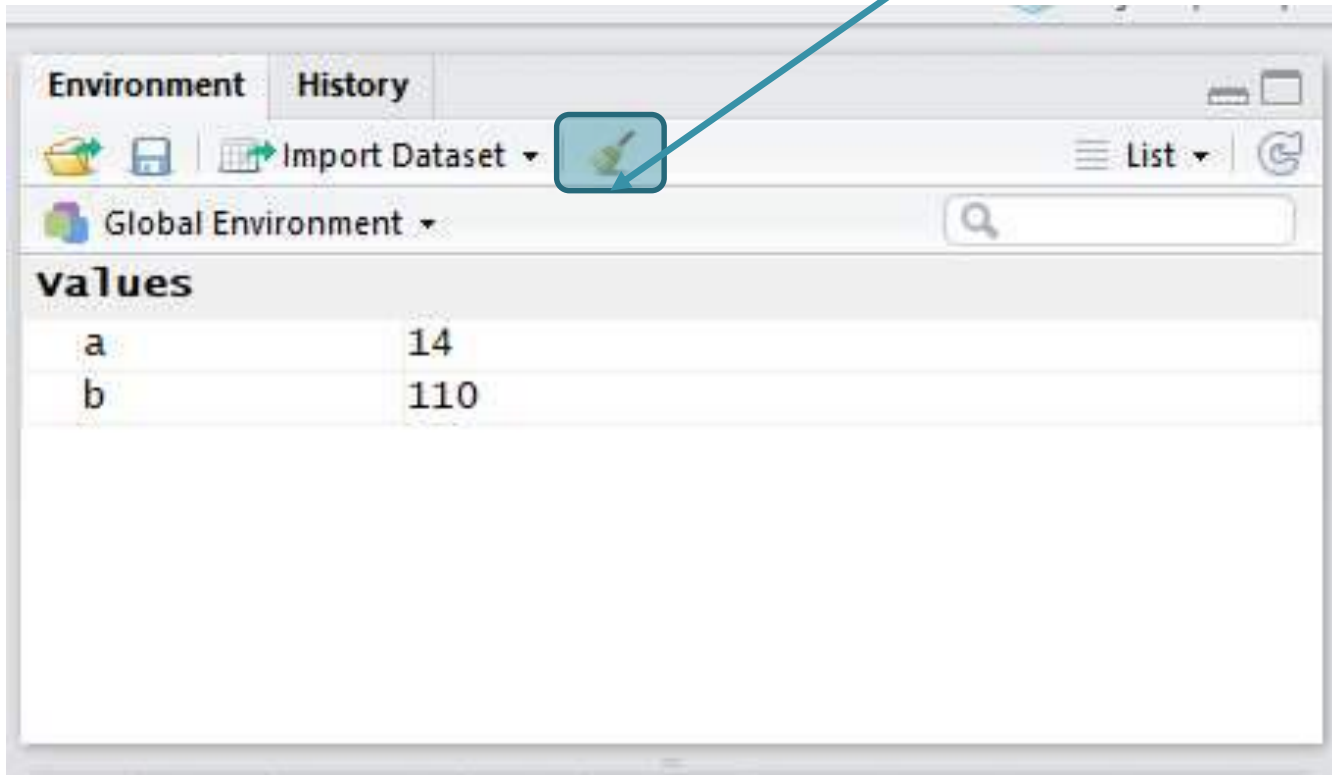 Environment History
Import Dataset List
Global Environment
Values
a 14
b 110